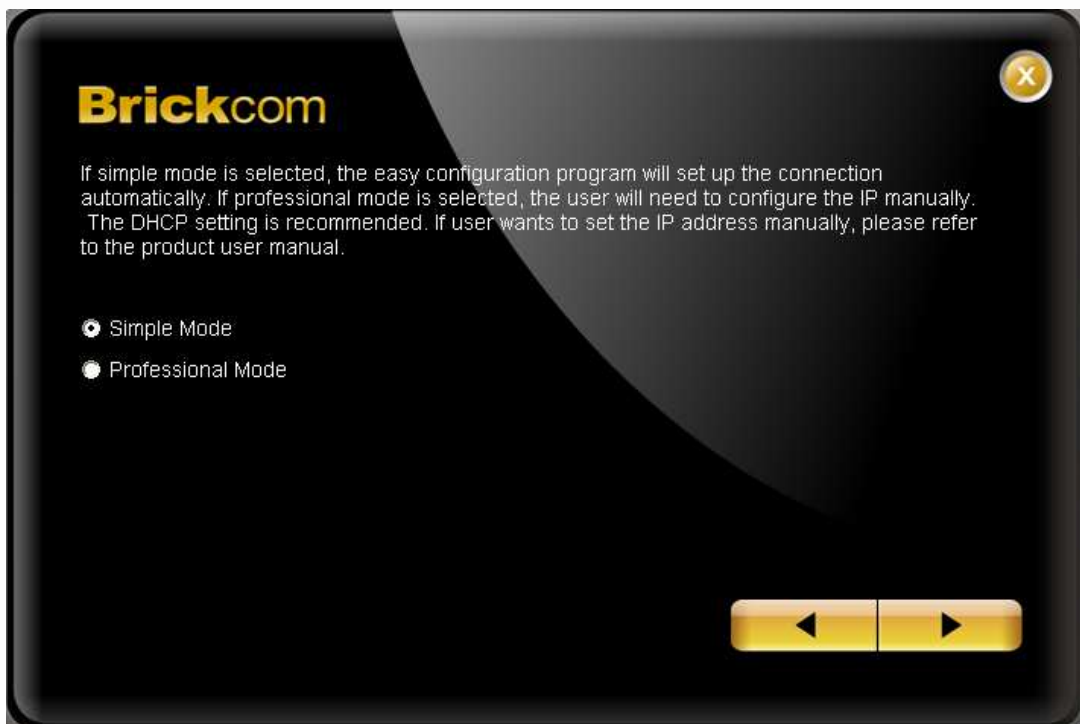 Brickcom
X
If simple mode is selected, the easy configuration program will set up the connection
automatically. If professional mode is selected, the user will need to configure the IP manually.
The DHCP setting is recommended. If user wants to set the IP address manually, please refer
to the product user manual.
Simple Mode
Professional Mode